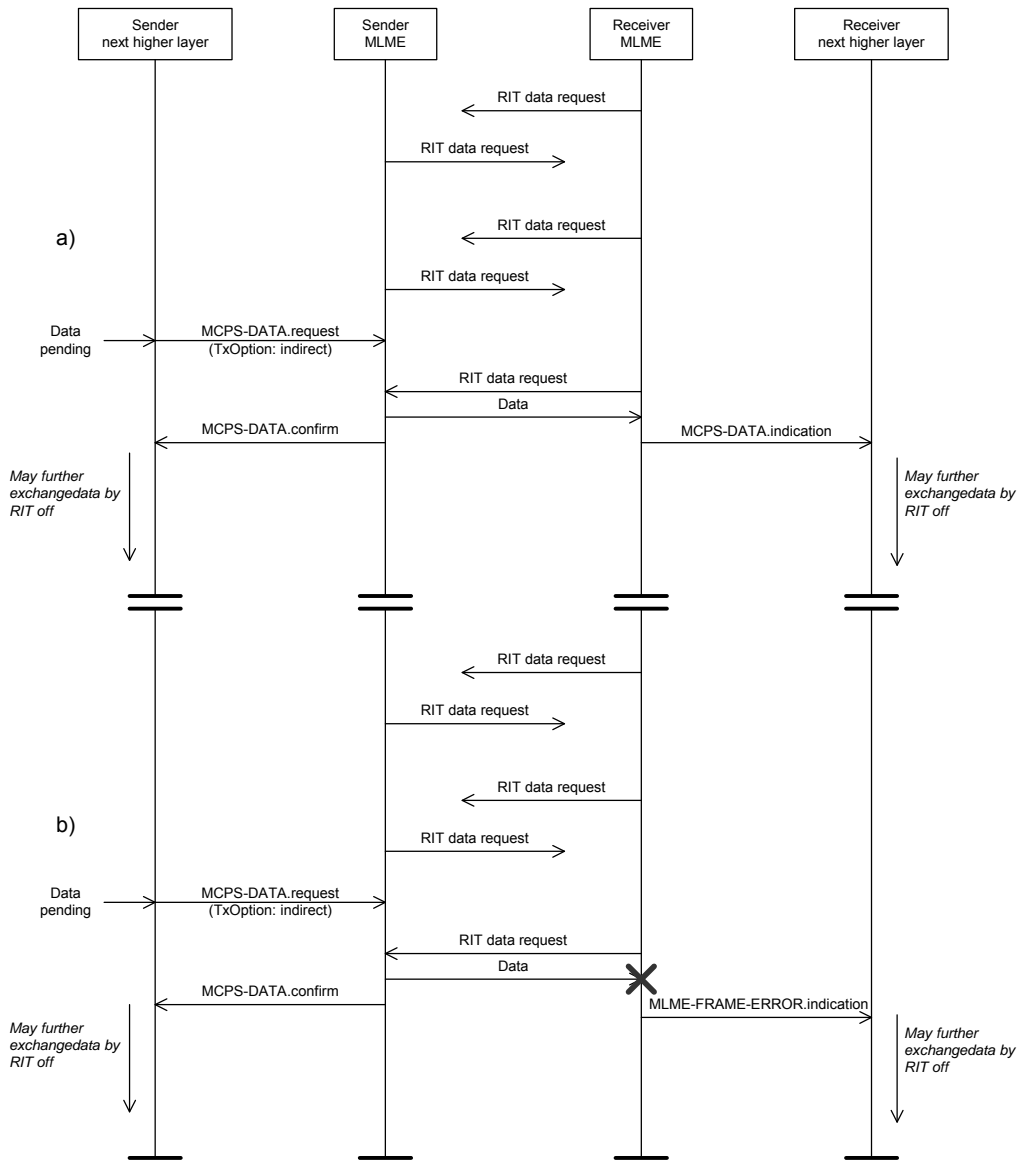 Sender
next higher layer
Sender
MLME
Receiver
MLME
Receiver
next higher layer
RIT data request
RIT data request
RIT data request
a)
RIT data request
Data
pending
MCPS-DATA.request
(TxOption: indirect)
RIT data request
Data
MCPS-DATA.confirm
MCPS-DATA.indication
May further
exchangedata by
RIT off
May further
exchangedata by
RIT off
RIT data request
RIT data request
RIT data request
b)
RIT data request
Data
pending
MCPS-DATA.request
(TxOption: indirect)
RIT data request
Data
MCPS-DATA.confirm
MLME-FRAME-ERROR.indication
May further
exchangedata by
RIT off
May further
exchangedata by
RIT off